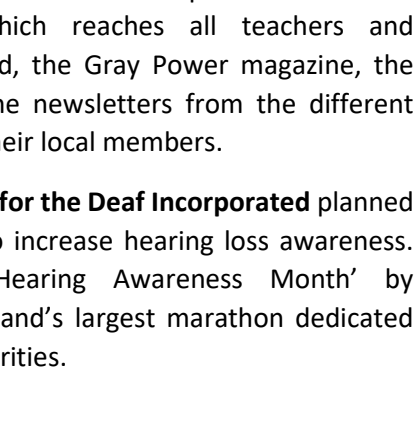 which reaches all teachers and
d, the Gray Power magazine, the
he newsletters from the different
heir local members.
for the Deaf Incorporated planned
o increase hearing loss awareness.
Hearing Awareness Month’ by
and’s largest marathon dedicated
rities.